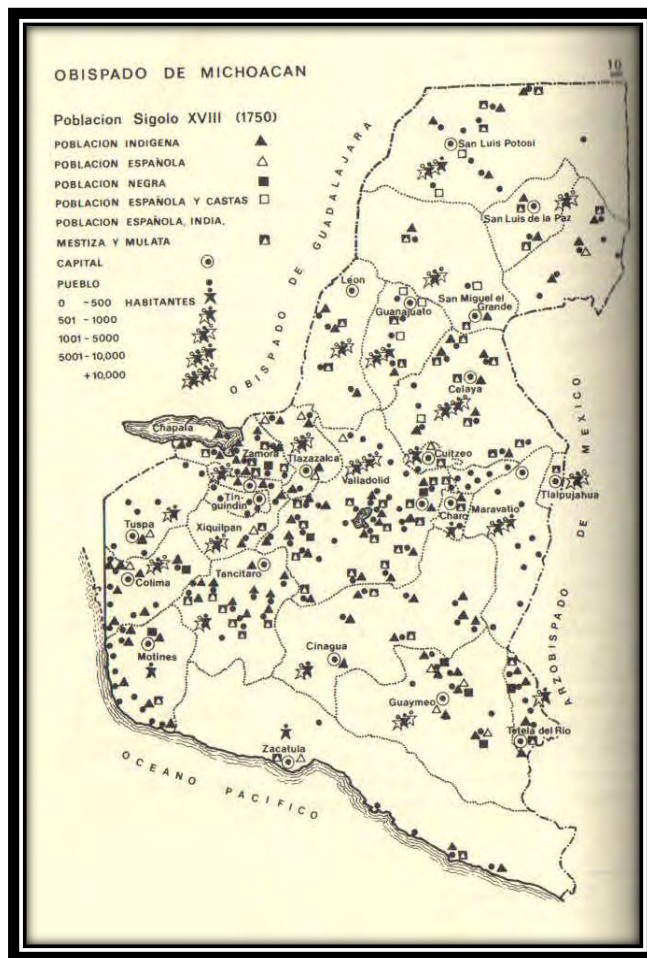 OBISPADO DE MICHOACAN
10
Poblacion Sigolo XVIII (1750)
POBLACION INDIGENA
POBLACION ESPAÑOLA
POBLACION NEGRA
POBLACION ESPAÑOLA Y CASTAS
POBLACION ESPAÑOLA, INDIA,
MESTIZA Y MULATA
CAPITAL
PUEBLO
0 -500 HABITANTES
501 - 1000
1001 - 5000
5001 - 10,000
+10,000
OBISPADO DE GUADALAJARA
San Luis Potosí
San Luis de la Paz
León
Guanajuato
San Miguel el
Grande
Celaya
Chapala
Zamora
Tlazazalca
Cuitzeo
Valladolid
Tlalpujahua
Tin-
guindin
Charo
Maravatio
Tuspa
Xiquilpan
Tancitaro
Colima
Motines
Cinagua
Guaymeo
Tetela del Rio
Zacatula
ARZOBISPADO DE MEXICO
OCEANO PACIFICO